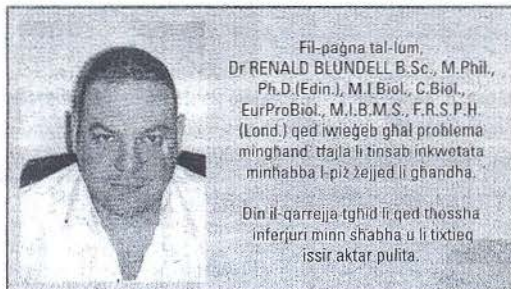 Fil-paġna tal-lum,
Dr RENALD BLUNDELL B.Sc., M.Phil.,
Ph.D.(Edin.), M.I Biol., C.Biol.,
EurProBiol., M.I.B.M.S., F.R.S.P.H.
(Lond.) qed iwieġeb għal problema
mingħand tfajla li tinsab inkwetata
minħabba l-piż żejjed li għandha.
Din il-qarrejja tgħid li qed tħossha
inferjuri minn sħabha u li tixtieq
issir aktar pulita.